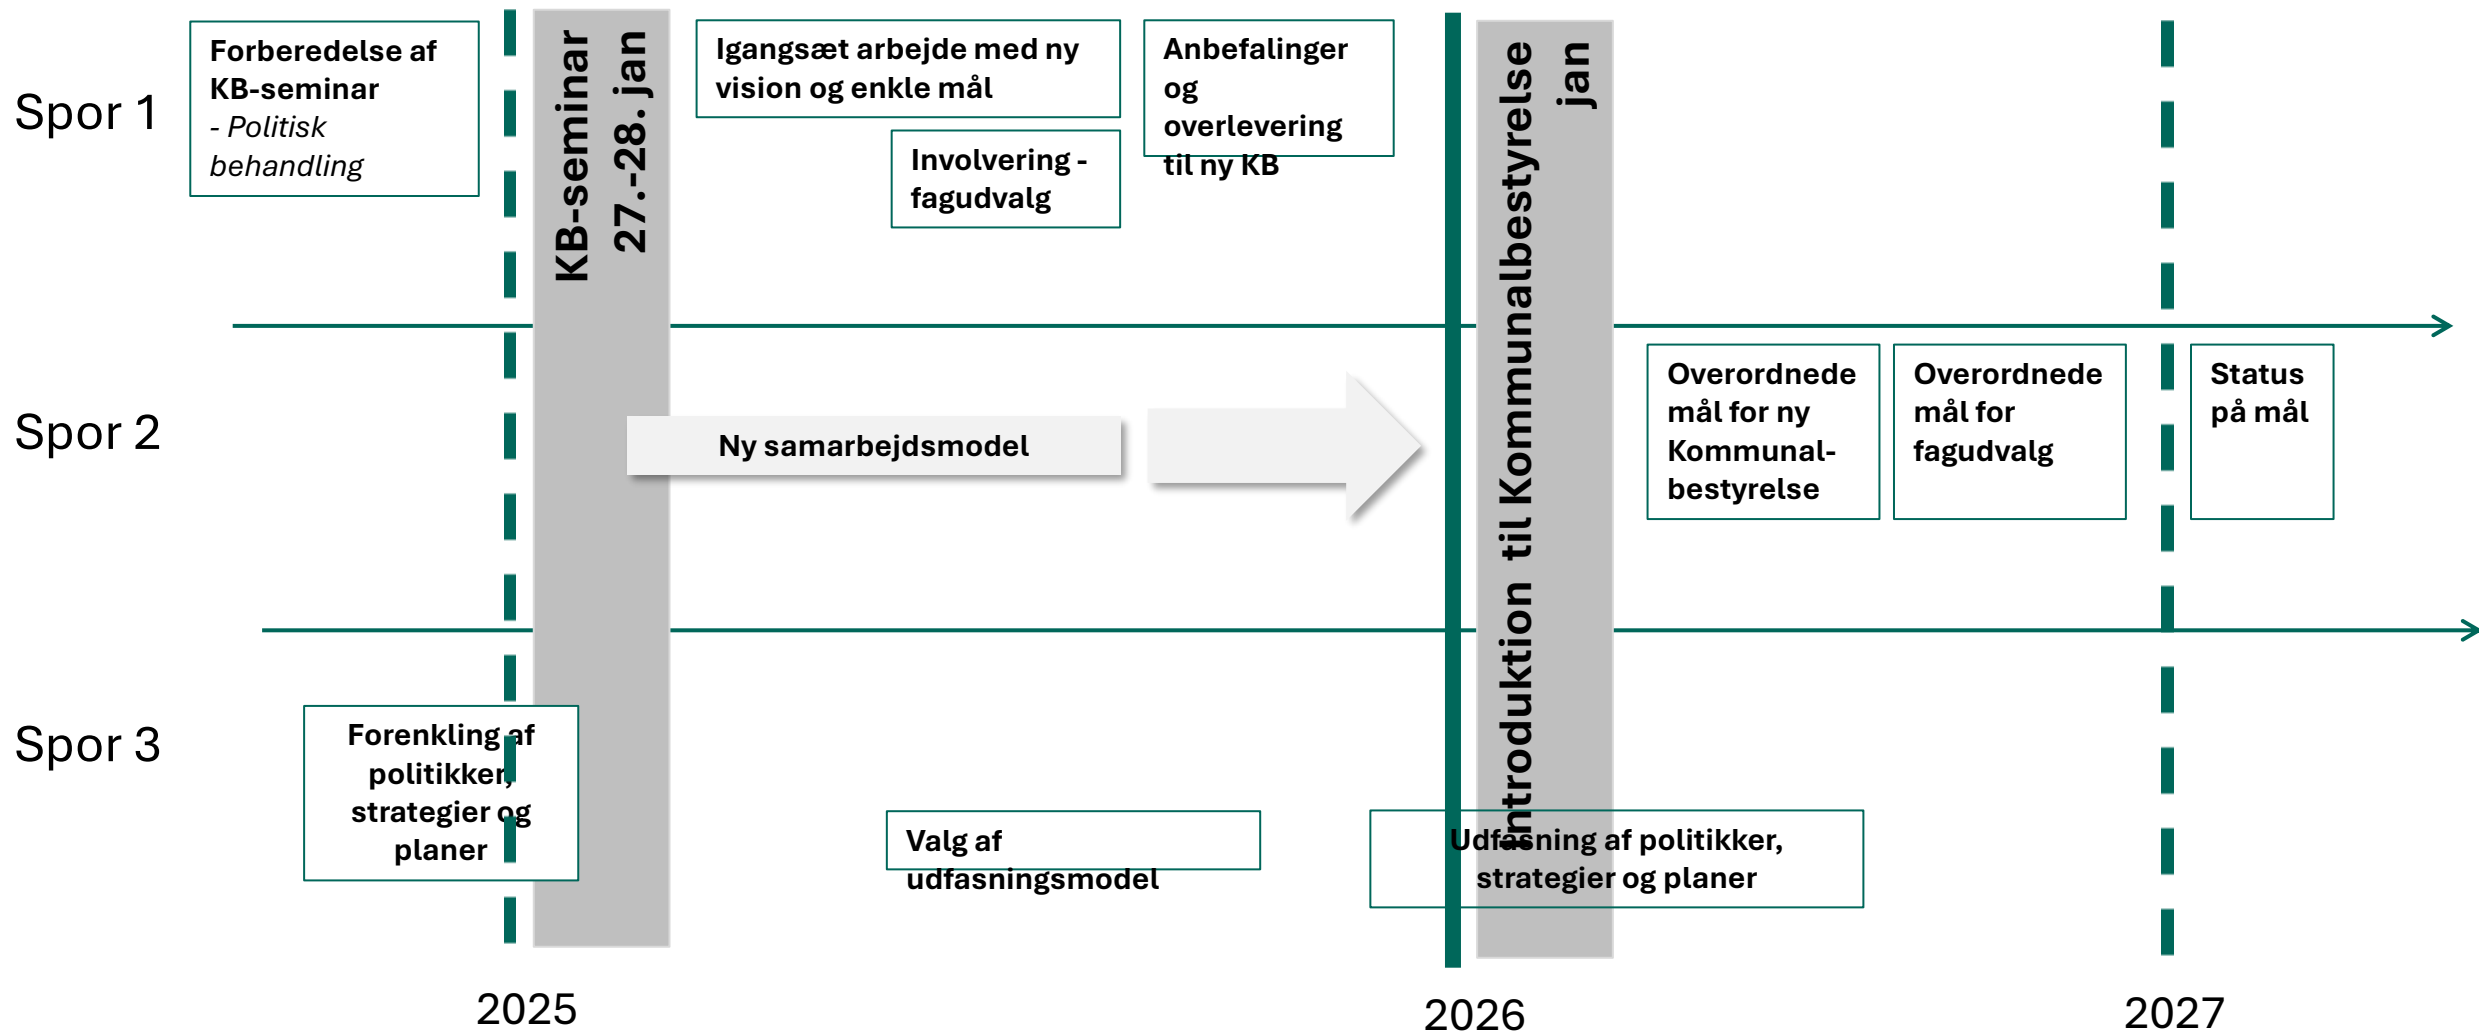 Spor 1
Forberedelse af
KB-seminar
- Politisk
behandling
KB-seminar
27.-28. jan
Igangsæt arbejde med ny
vision og enkle mål
Involvering -
fagudvalg
Anbefalinger
og
overlevering
til ny KB
Introduktion til Kommunalbestyrelse
jan
Spor 2
Ny samarbejdsmodel
Overordnede
mål for ny
Kommunal-
bestyrelse
Overordnede
mål for
fagudvalg
Status
på mål
Spor 3
Forenkling af
politikker,
strategier og
planer
Valg af
udfasningsmodel
Udfasning af politikker,
strategier og planer
2025
2026
2027